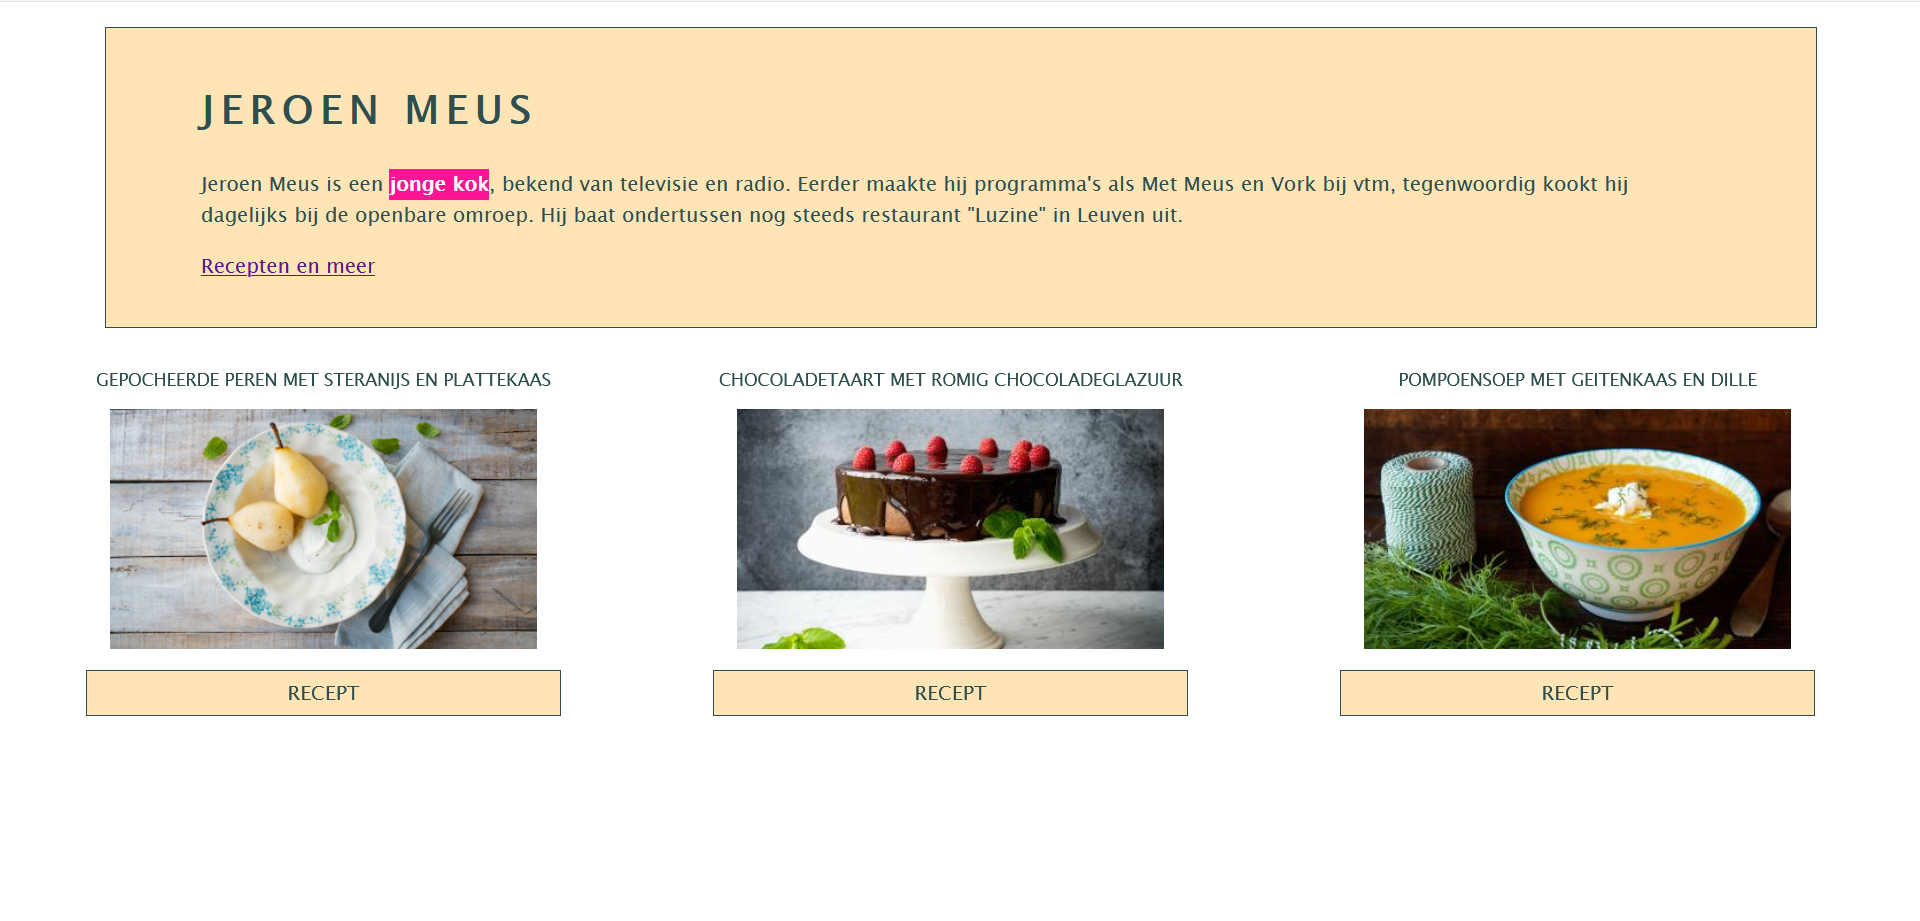 JEROEN MEUS
Jeroen Meus is een jonge kok, bekend van televisie en radio. Eerder maakte hij programma's als Met Meus en Vork bij vtm, tegenwoordig kookt hij
dagelijks bij de openbare omroep. Hij baat ondertussen nog steeds restaurant "Luzine" in Leuven uit.
Recepten en meer
GEPOCHEERDE PEREN MET STERANIJS EN PLATTEKAAS
CHOCOLADETAART MET ROMIG CHOCOLADEGLAZUUR
POMPOENSOEP MET GEITENKAAS EN DILLE
RECEPT
RECEPT
RECEPT